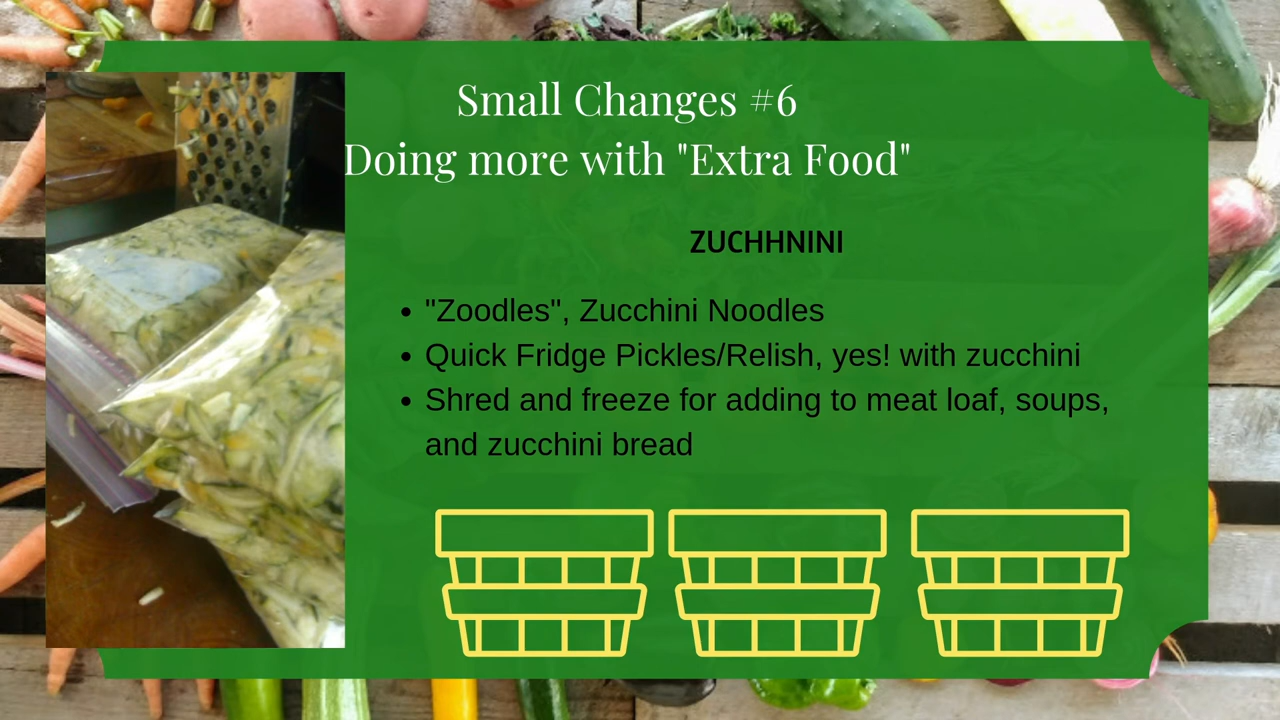 Small Changes #6
Doing more with "Extra Food"
ZUCHHNINI
• "Zoodles", Zucchini Noodles
• Quick Fridge Pickles/Relish, yes! with zucchini
• Shred and freeze for adding to meat loaf, soups,
and zucchini bread